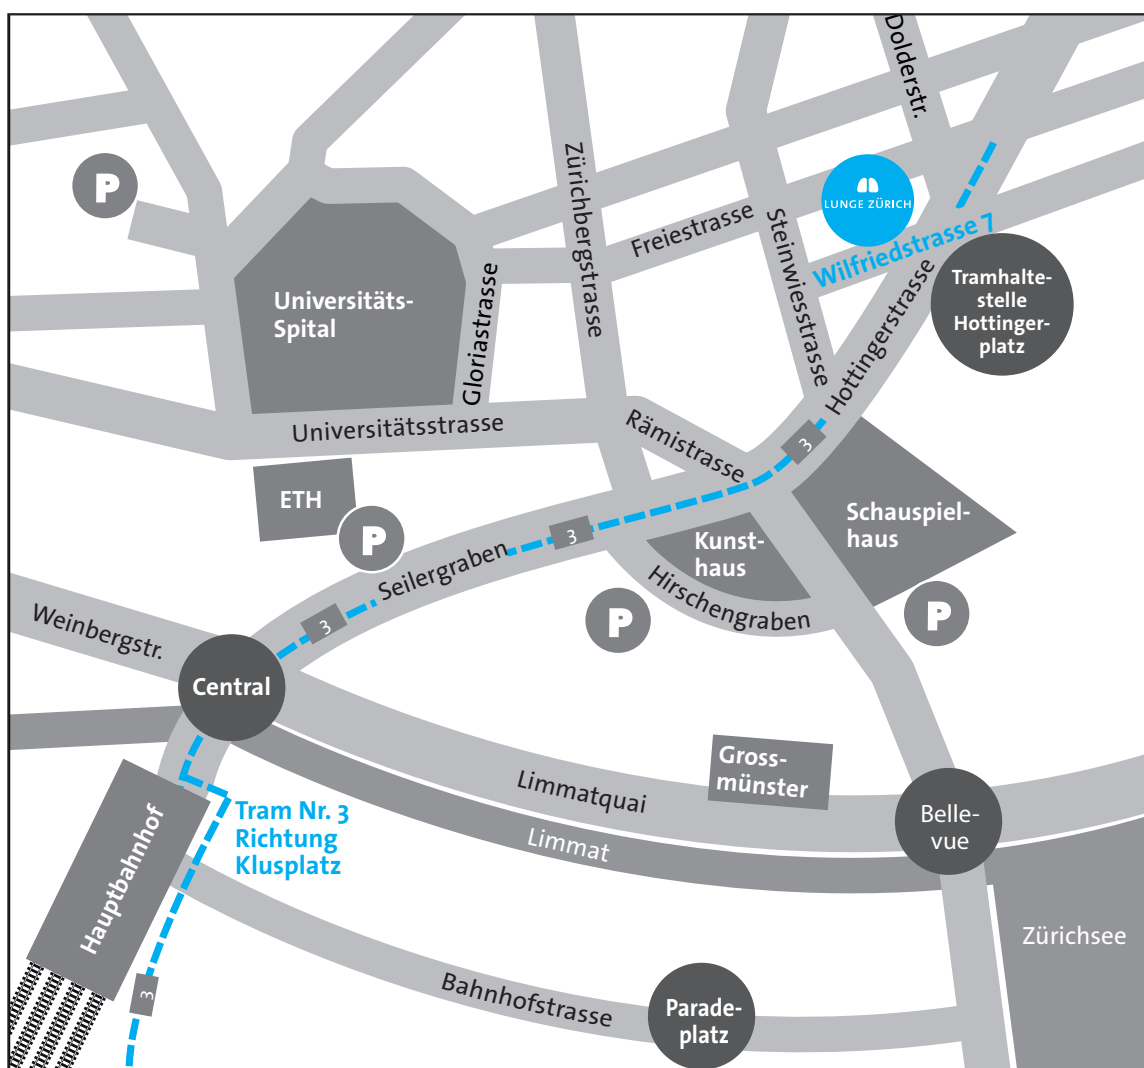 Dolderstr.
P
Zürichbergstrasse
LUNGE ZÜRICH
Freiestrasse
Steinwiesstrasse
Wilfriedstrasse 7
Universitäts-
Spital
Gloriastrasse
Hottingerstrasse
Tramhalte-
stelle
Hottinger-
platz
Universitätsstrasse
Rämistrasse
3
ETH
P
Schauspiel-
haus
Kunst-
haus
3
Seilergraben
Hirschengraben
P
P
3
Weinbergstr.
Central
Gross-
münster
Limmatquai
Limmat
Belle-
vue
Tram Nr. 3
Richtung
Klusplatz
Hauptbahnhof
Zürichsee
3
Bahnhofstrasse
Parade-
platz